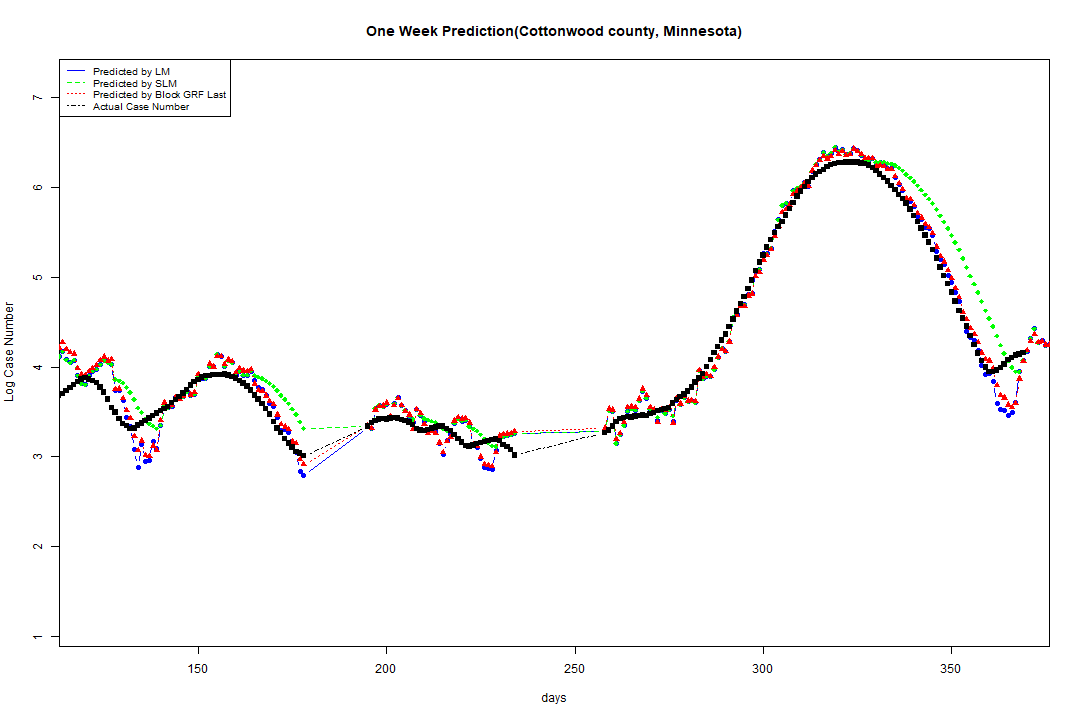 One Week Prediction(Cottonwood county, Minnesota)
Predicted by LM
Predicted by SLM
Predicted by Block GRF Last
Actual Case Number
7
6
5
4
3
2
1
Log Case Number
150
200
250
300
350
days